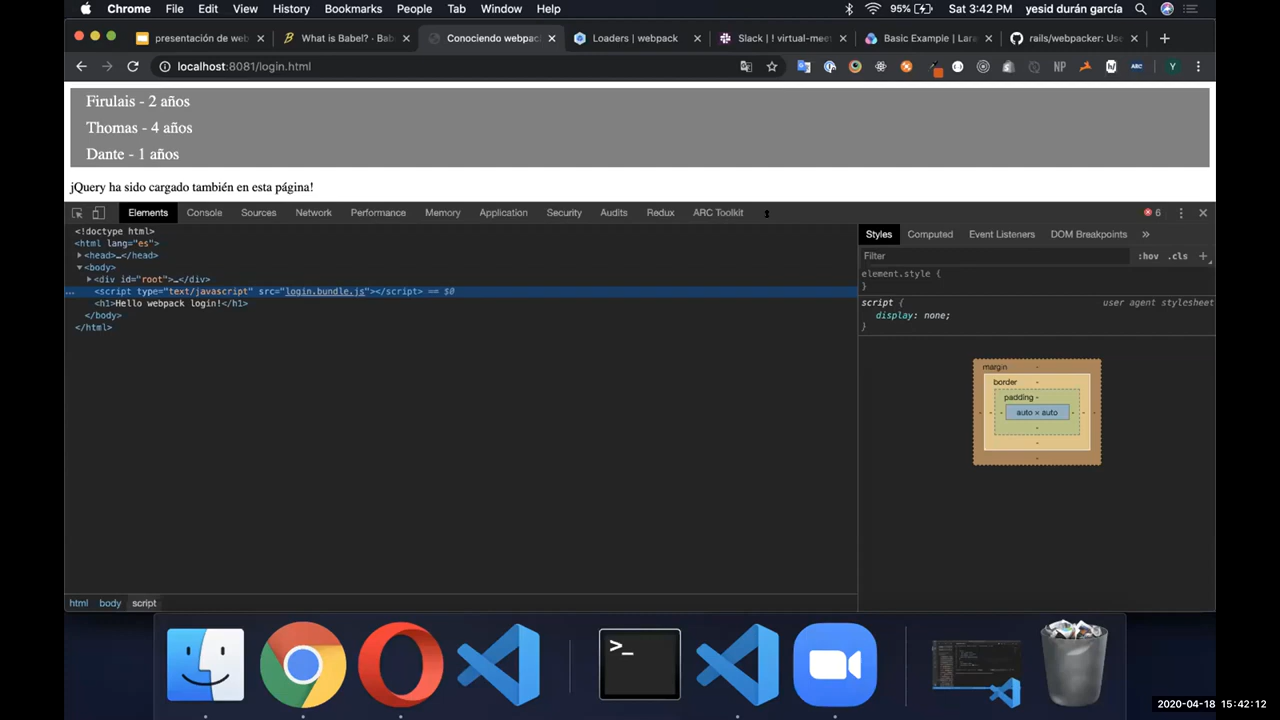 Chrome File Edit View History Bookmarks People Tab Window Help 95% Sat 3:42 PM yesid durán garcía
presentación de web What is Babel? · Bab Conociendo webpac Loaders | webpack Slack | ! virtual-mee Basic Example | Lar rails/webpacker: Use
localhost:8081/login.html
Firulais - 2 años
Thomas - 4 años
Dante - 1 años
jQuery ha sido cargado también en esta página!
Elements Console Sources Network Performance Memory Application Security Audits Redux ARC Toolkit 6
<!doctype html>
<html lang="es">
<head>…</head>
<body>
<div id="root">…</div>
<script type="text/javascript" src="login.bundle.js"></script> == $0
<h1>Hello webpack login!</h1>
</body>
</html>
html body script
Styles Computed Event Listeners DOM Breakpoints »
Filter :hov .cls +
element.style {
}
script { user agent stylesheet
display: none;
}
margin -
border -
padding -
- - - auto × auto - - -
-
-
-
>_
2020-04-18 15:42:12